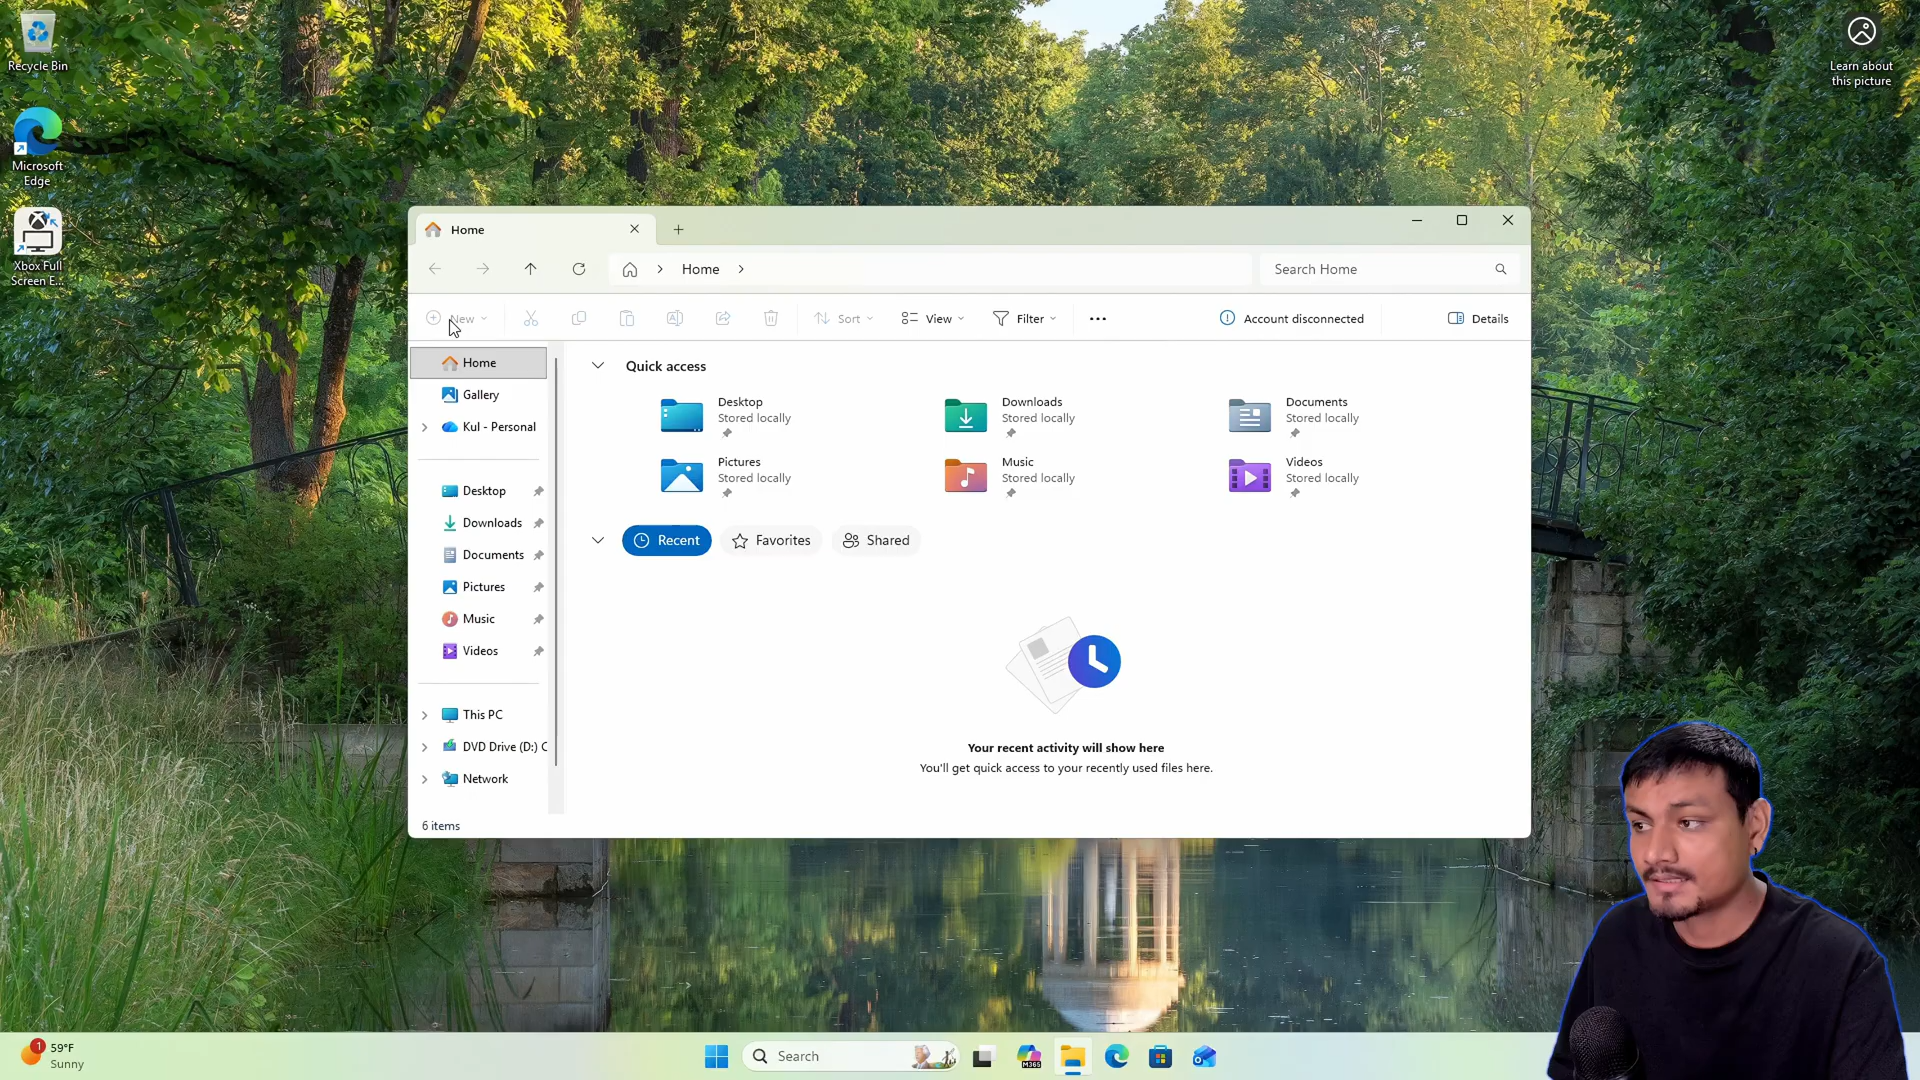 Recycle Bin
Microsoft
Edge
Xbox Full
Screen E...
Learn about
this picture
Home
Home
Search Home
New
Sort
View
Filter
Account disconnected
Details
Home
Gallery
Kul - Personal
Desktop
Downloads
Documents
Pictures
Music
Videos
This PC
DVD Drive (D:) C
Network
6 items
Quick access
Desktop
Stored locally
Downloads
Stored locally
Documents
Stored locally
Pictures
Stored locally
Music
Stored locally
Videos
Stored locally
Recent
Favorites
Shared
Your recent activity will show here
You'll get quick access to your recently used files here.
1
59°F
Sunny
Search
M365